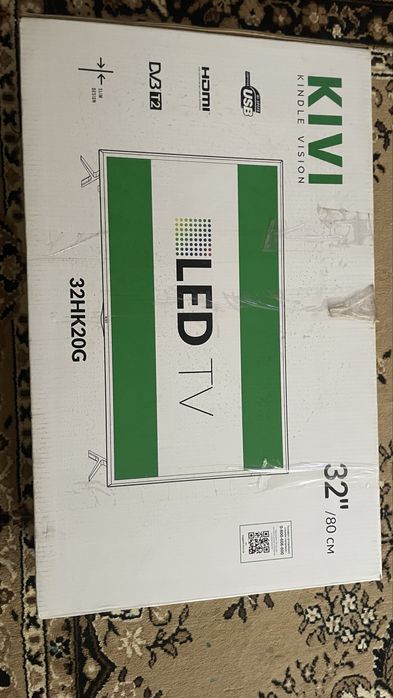 KIVI
KINDLE VISION
USB
HDMI
DVB T2
SLIM
DESIGN
32"
/80 CM
LED TV
32HK20G